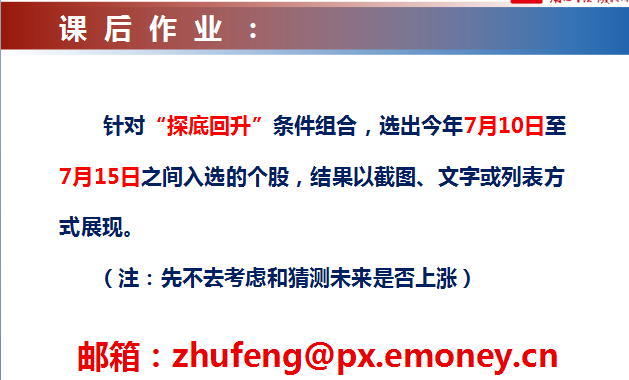 课后作业：
针对“探底回升”条件组合，选出今年7月10日至
7月15日之间入选的个股，结果以截图、文字或列表方
式展现。
（注：先不去考虑和猜测未来是否上涨）
邮箱：zhufeng@px.emoney.cn